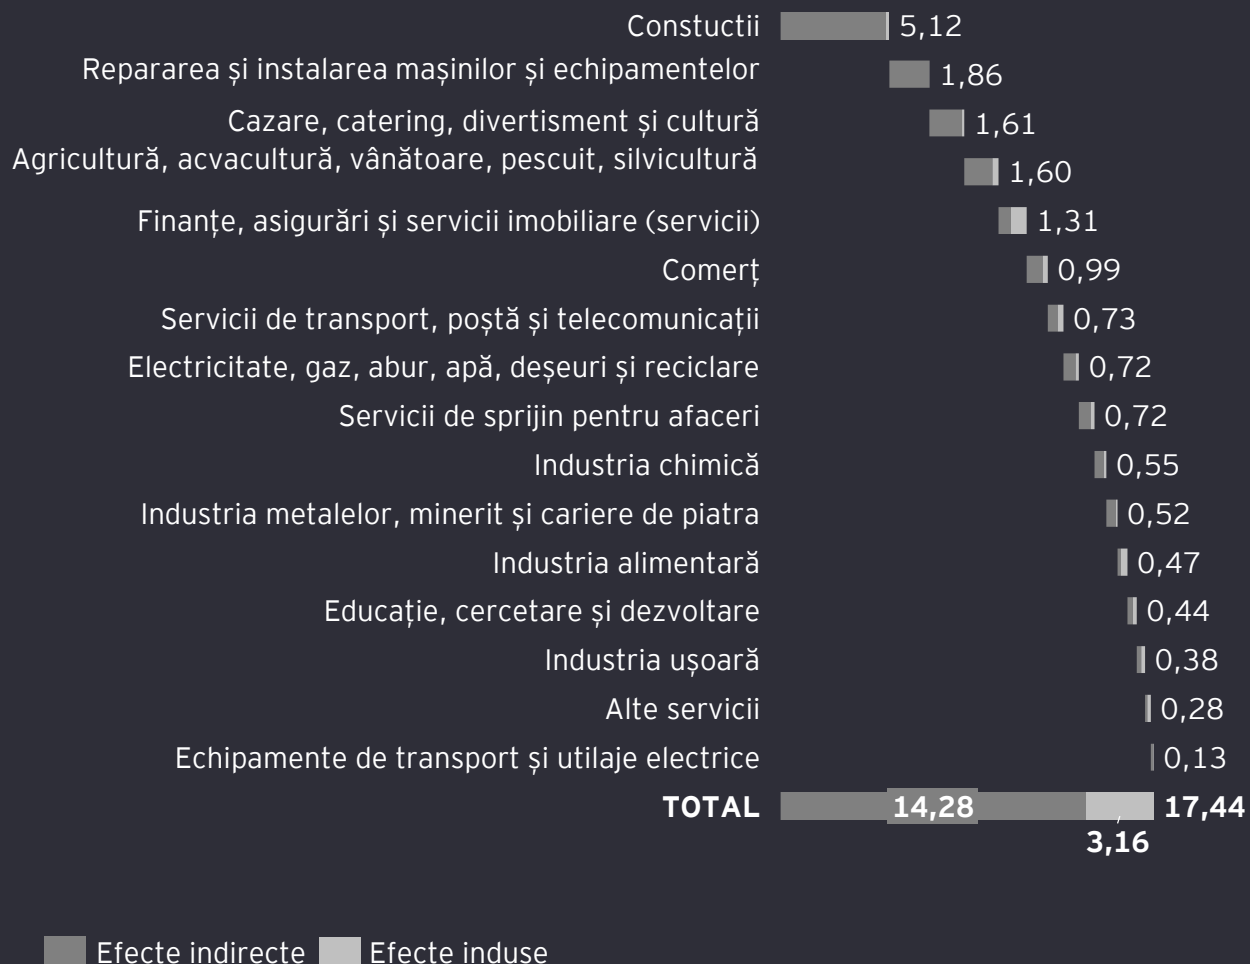 Constuctii 5,12
Repararea și instalarea mașinilor și echipamentelor 1,86
Cazare, catering, divertisment și cultură 1,61
Agricultură, acvacultură, vânătoare, pescuit, silvicultură 1,60
Finanțe, asigurări și servicii imobiliare (servicii) 1,31
Comerț 0,99
Servicii de transport, poștă și telecomunicații 0,73
Electricitate, gaz, abur, apă, deșeuri și reciclare 0,72
Servicii de sprijin pentru afaceri 0,72
Industria chimică 0,55
Industria metalelor, minerit și cariere de piatra 0,52
Industria alimentară 0,47
Educație, cercetare și dezvoltare 0,44
Industria ușoară 0,38
Alte servicii 0,28
Echipamente de transport și utilaje electrice 0,13
TOTAL 14,28 17,44
3,16
Efecte indirecte Efecte induse